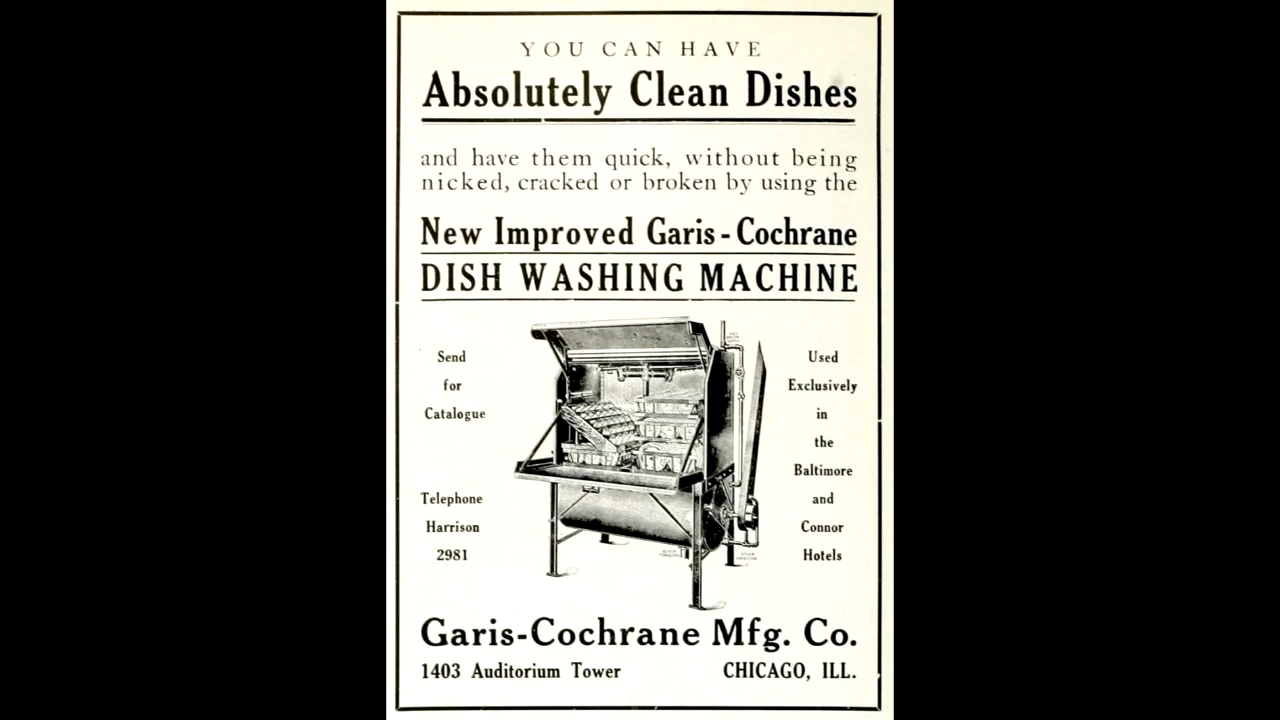 YOU CAN HAVE
Absolutely Clean Dishes
and have them quick, without being
nicked, cracked or broken by using the
New Improved Garis-Cochrane
DISH WASHING MACHINE
Send
for
Catalogue
Telephone
Harrison
2981
Used
Exclusively
in
the
Baltimore
and
Connor
Hotels
Garis-Cochrane Mfg. Co.
1403 Auditorium Tower CHICAGO, ILL.